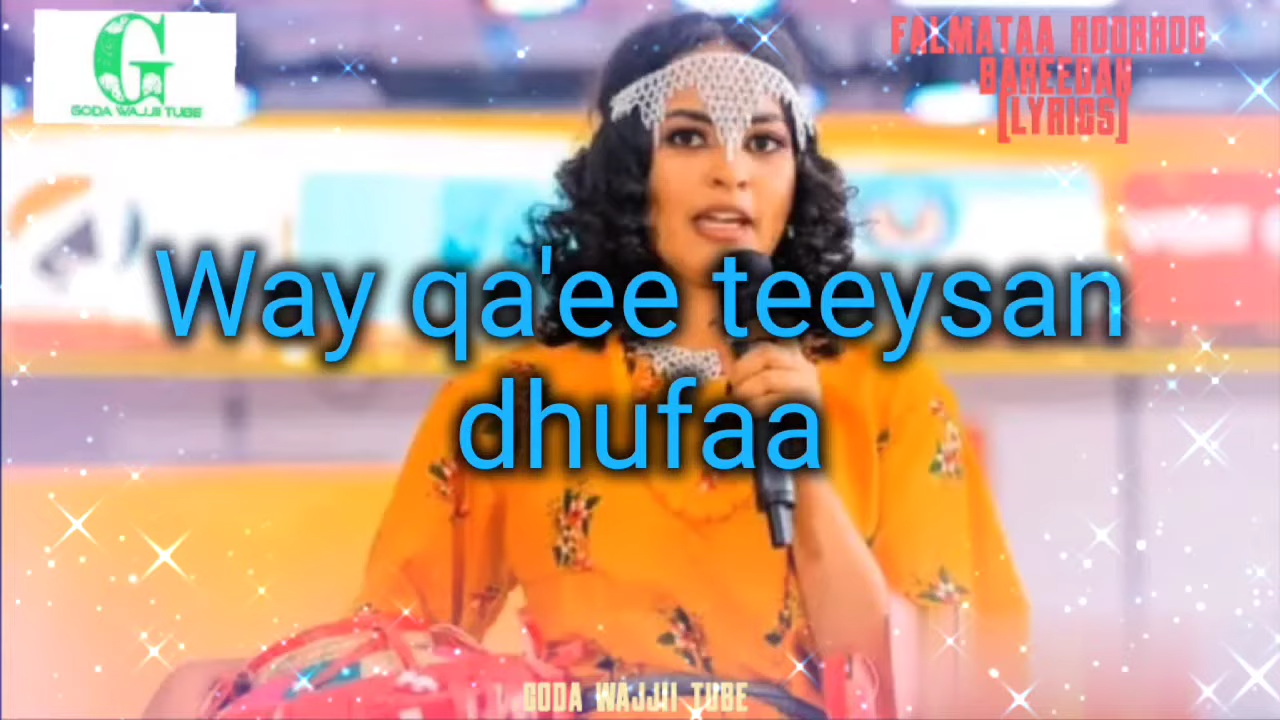 G
GODA WAJJII TUBE
FALMATAA ROORROO
BAREEDAN
[LYRICS]
Way qa'ee teeysan
dhufaa
GODA WAJJII TUBE